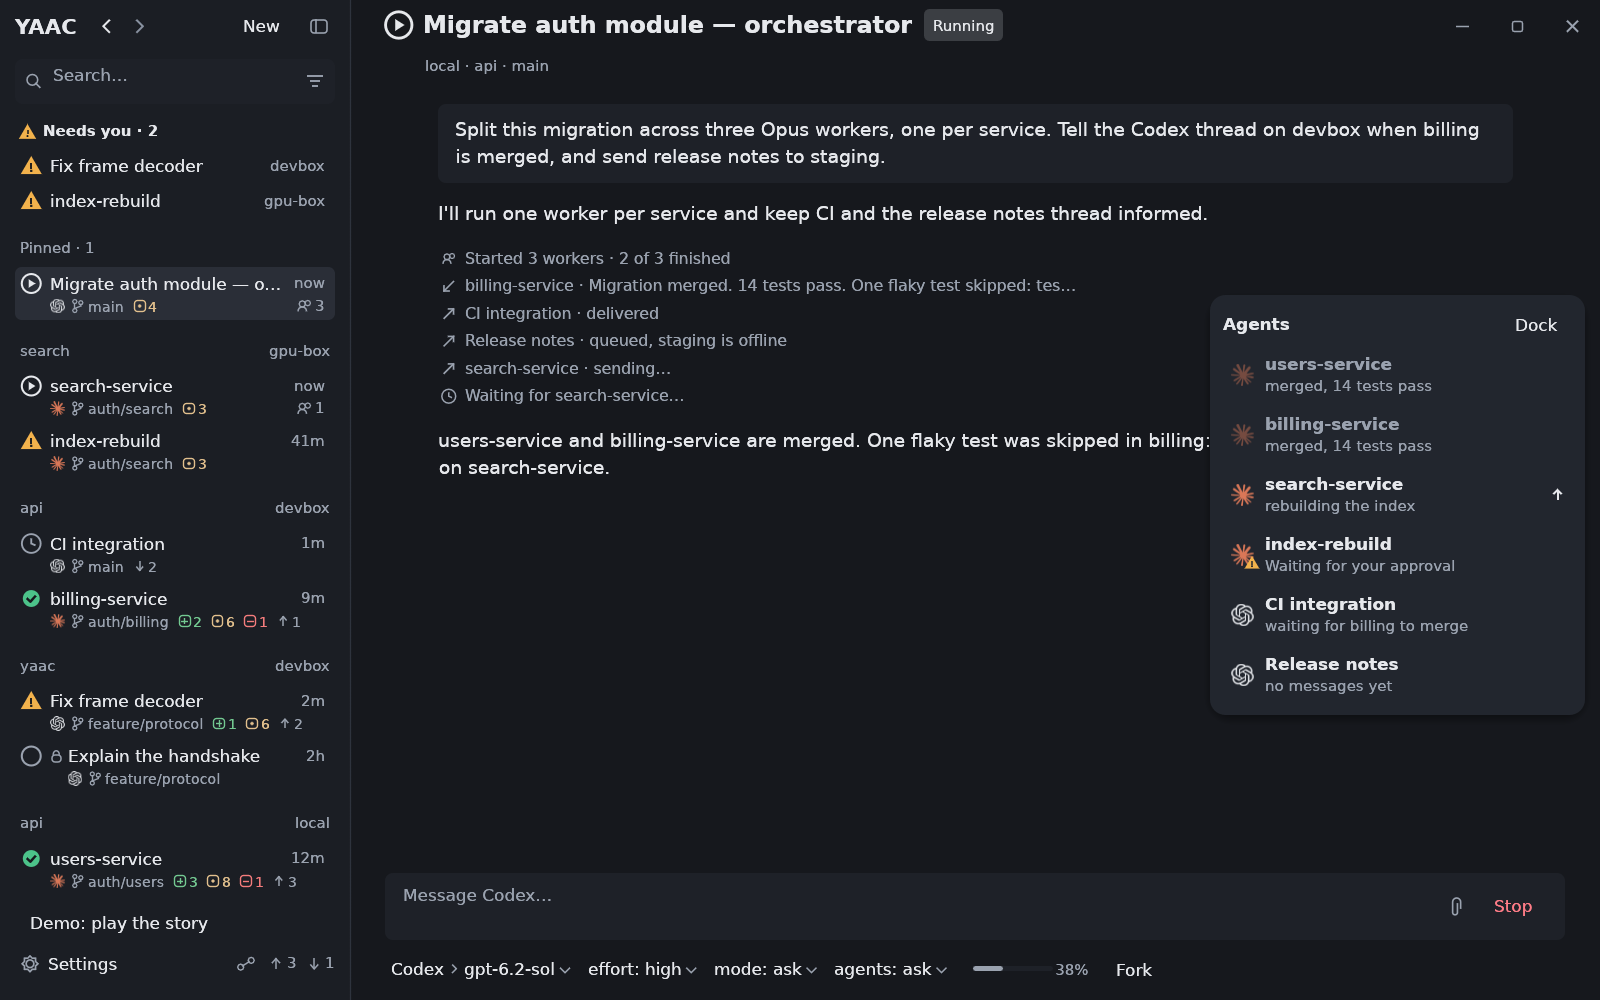 YAAC
New
Search...
Needs you · 2
Fix frame decoder devbox
index-rebuild gpu-box
Pinned · 1
Migrate auth module — o... now
main 4 3
search gpu-box
search-service now
auth/search 3 1
index-rebuild 41m
auth/search 3
api devbox
CI integration 1m
main ↓2
billing-service 9m
auth/billing 2 6 1 ↑1
yaac devbox
Fix frame decoder 2m
feature/protocol 1 6 ↑2
Explain the handshake 2h
feature/protocol
api local
users-service 12m
auth/users 3 8 1 ↑3
Demo: play the story
Settings ↑3 ↓1
Migrate auth module — orchestrator Running
local · api · main
Split this migration across three Opus workers, one per service. Tell the Codex thread on devbox when billing
is merged, and send release notes to staging.
I'll run one worker per service and keep CI and the release notes thread informed.
Started 3 workers · 2 of 3 finished
billing-service · Migration merged. 14 tests pass. One flaky test skipped: tes...
CI integration · delivered
Release notes · queued, staging is offline
search-service · sending...
Waiting for search-service...
users-service and billing-service are merged. One flaky test was skipped in billing:
on search-service.
Agents Dock
users-service
merged, 14 tests pass
billing-service
merged, 14 tests pass
search-service
rebuilding the index
index-rebuild
Waiting for your approval
CI integration
waiting for billing to merge
Release notes
no messages yet
Message Codex...
Stop
Codex > gpt-6.2-sol effort: high mode: ask agents: ask 38% Fork